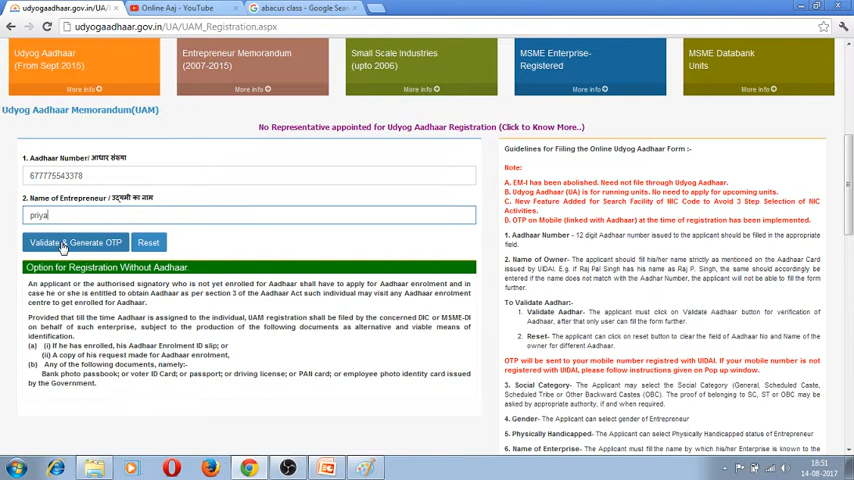 udyogaadhaar.gov.in/UA/
Online Aaj - YouTube
abacus class - Google Sear
udyogaadhaar.gov.in/UA/UAM_Registration.aspx
Udyog Aadhaar
(From Sept 2015)
More info
Entrepreneur Memorandum
(2007-2015)
More info
Small Scale Industries
(upto 2006)
More info
MSME Enterprise-
Registered
More info
MSME Databank
Units
More info
Udyog Aadhaar Memorandum(UAM)
No Representative appointed for Udyog Aadhaar Registration (Click to Know More..)
1. Aadhaar Number/ आधार संख्या
677775543378
2. Name of Entrepreneur / उद्यमी का नाम
priya
Validate & Generate OTP
Reset
Option for Registration Without Aadhaar.
An applicant or the authorised signatory who is not yet enrolled for Aadhaar shall have to apply for Aadhaar enrolment and in
case he or she is entitled to obtain Aadhaar as per section 3 of the Aadhar Act such individual may visit any Aadhaar enrolment
centre to get enrolled for Aadhaar.
Provided that till the time Aadhaar is assigned to the individual, UAM registration shall be filed by the concerned DIC or MSME-DI
on behalf of such enterprise, subject to the production of the following documents as alternative and viable means of
identification.
(a) (i) If he has enrolled, his Aadhaar Enrolment ID slip; or
(ii) A copy of his request made for Aadhaar enrolment,
(b) Any of the following documents, namely:-
Bank photo passbook; or voter ID Card; or passport; or driving license; or PAN card; or employee photo identity card issued
by the Government.
Guidelines for Filling the Online Udyog Aadhaar Form :-
Note:
A. EM-I has been abolished. Need not file through Udyog Aadhaar.
B. Udyog Aadhaar (UA) is for running units. No need to apply for upcoming units.
C. New Feature Added for Search Facility of NIC Code to Avoid 3 Step Selection of NIC
Activities.
D. OTP on Mobile (linked with Aadhar) at the time of registration has been implemented.
1. Aadhar Number - 12 digit Aadhar number issued to the applicant should be filled in the appropriate
field.
2. Name of Owner- The applicant should fill his/her name strictly as mentioned on the Aadhar Card
issued by UIDAI. E.g if Raj Pal Singh has his name as Raj P. Singh, the same should accordingly
be entered if the name does not match with the Aadhar Number, the applicant will not be able to fill the form
further.
To Validate Aadhar:-
1. Validate Aadhar- The applicant must click on Validate Aadhaar button for verification of
Aadhaar, after that only user can fill the form further.
2. Reset- The applicant can click on reset button to clear the field of Aadhar No and Name of the
owner for different Aadhar.
OTP will be sent to your mobile number registred with UIDAI. If your mobile number is not
registred with UIDAI, please follow instructions given on Pop up window.
3. Social Category- The Applicant may select the Social Category (General, Scheduled Caste,
Scheduled Tribe or Other Backward Castes (OBC). The proof of belonging to SC, ST or OBC may be
asked by appropriate authority, if and when required.
4. Gender- The Applicant can select gender of Entrepreneur
5. Physically Handicapped- The Applicant can select Physically Handicapped status of Entrepreneur
6. Name of Enterprise- The Applicant must fill the name by which his/her Enterprise is known to the
18:51
14-08-2017